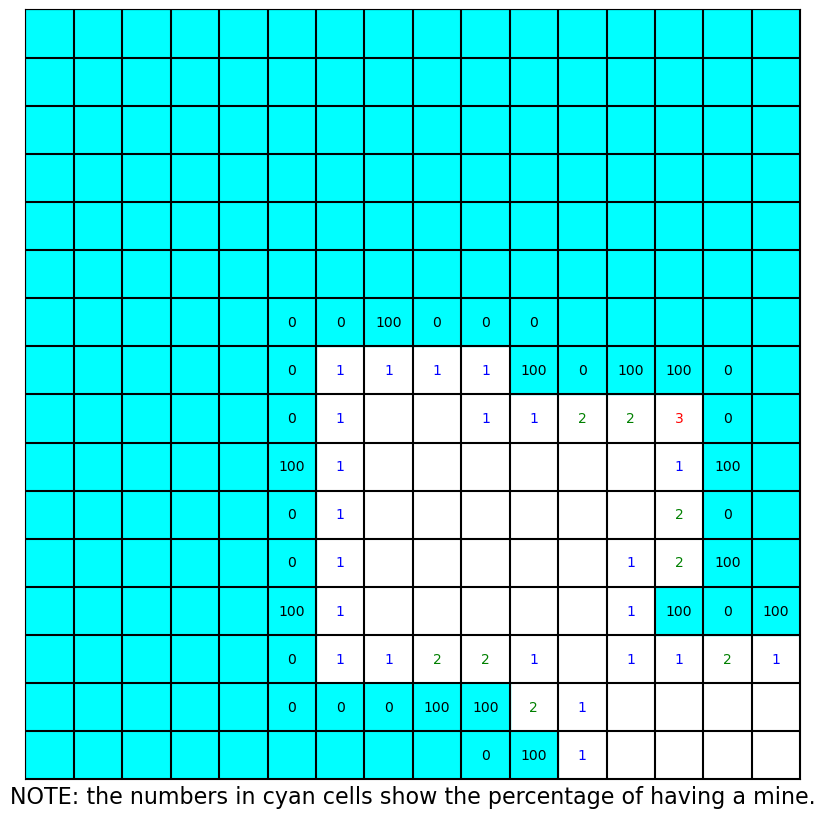 0 0 100 0 0 0
0 1 1 1 1 100 0 100 100 0
0 1 1 1 2 2 3 0
100 1 1 100
0 1 2 0
0 1 1 2 100
100 1 1 100 0 100
0 1 1 2 2 1 1 1 2 1
0 0 0 100 100 2 1
0 100 1
NOTE: the numbers in cyan cells show the percentage of having a mine.